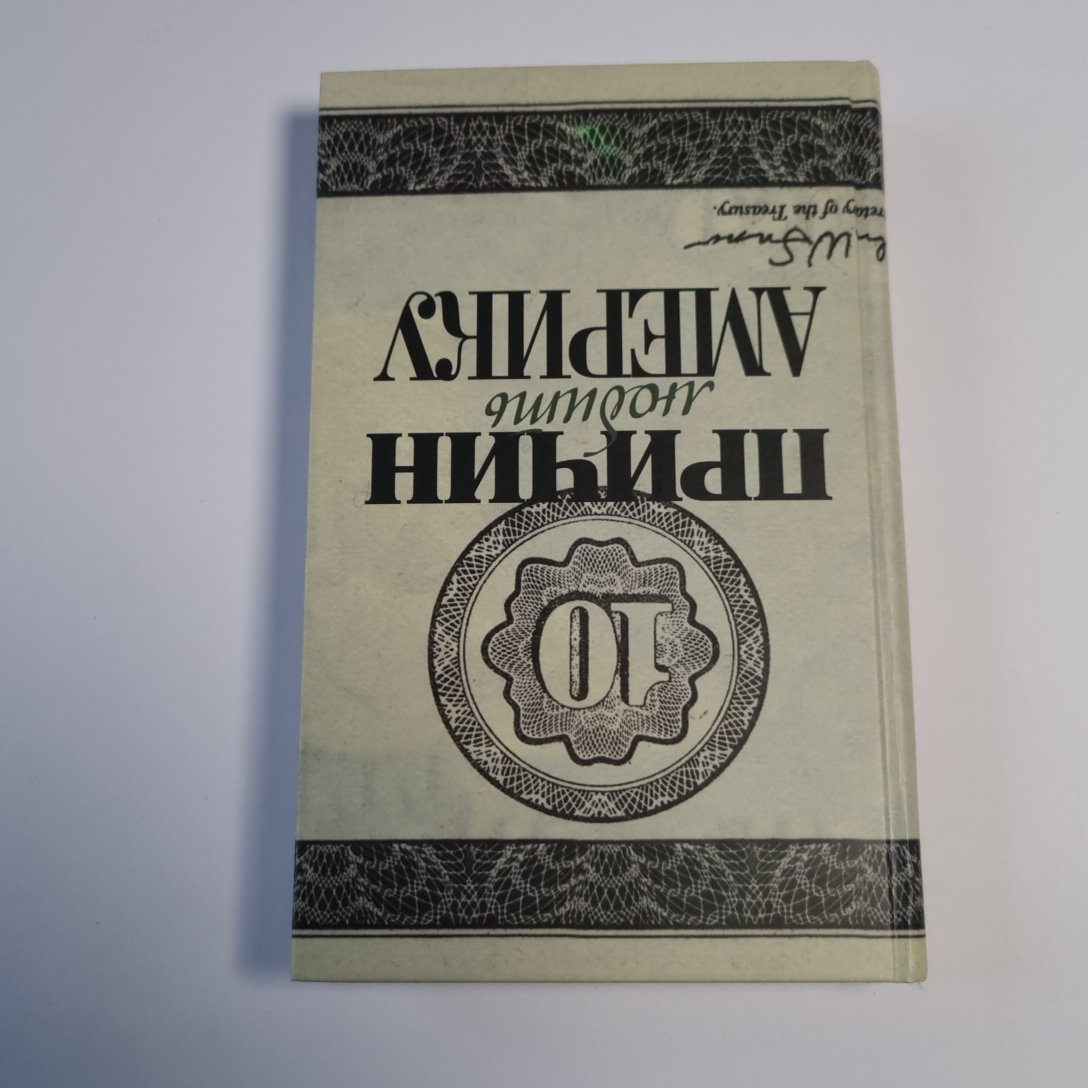 10
ПРИЧИН
любить
АМЕРИКУ
retary of the Treasury.